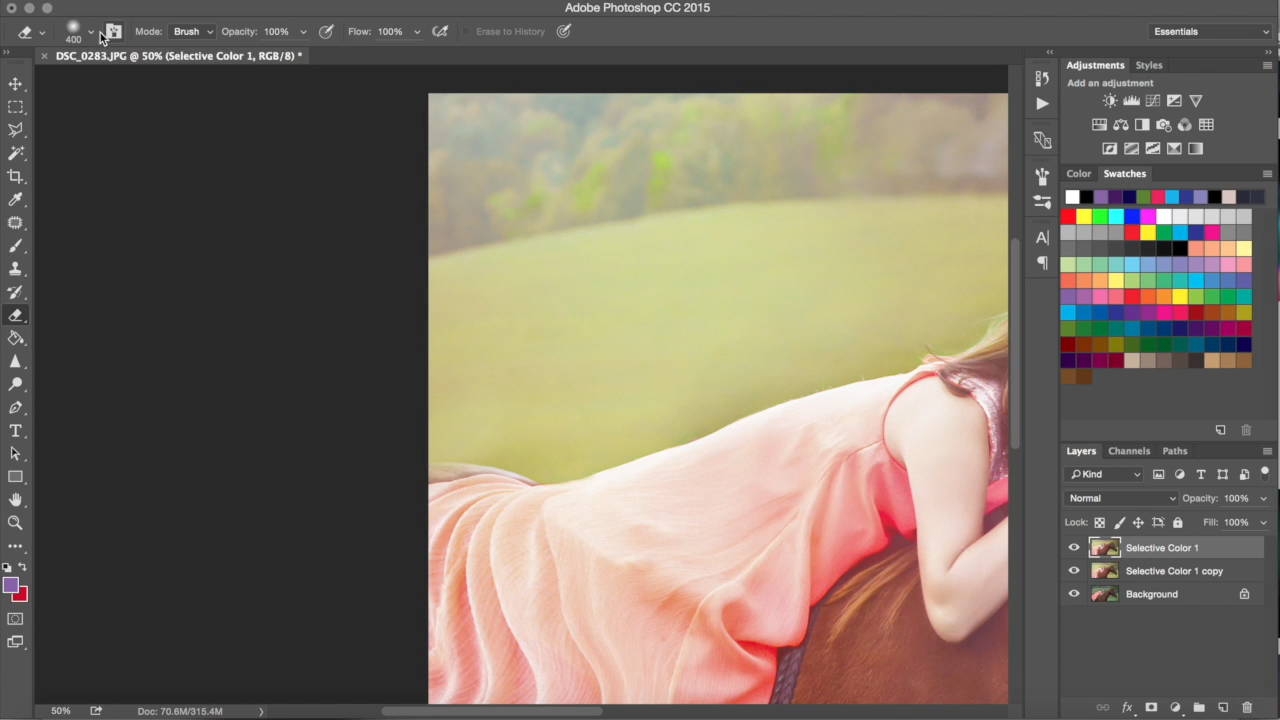 Adobe Photoshop CC 2015
400
Mode: Brush Opacity: 100% Flow: 100% Erase to History Essentials
DSC_0283.JPG @ 50% (Selective Color 1, RGB/8) *
Adjustments Styles
Add an adjustment
Color Swatches
Layers Channels Paths
Kind
Normal Opacity: 100%
Lock: Fill: 100%
Selective Color 1
Selective Color 1 copy
Background
50% Doc: 70.6M/315.4M